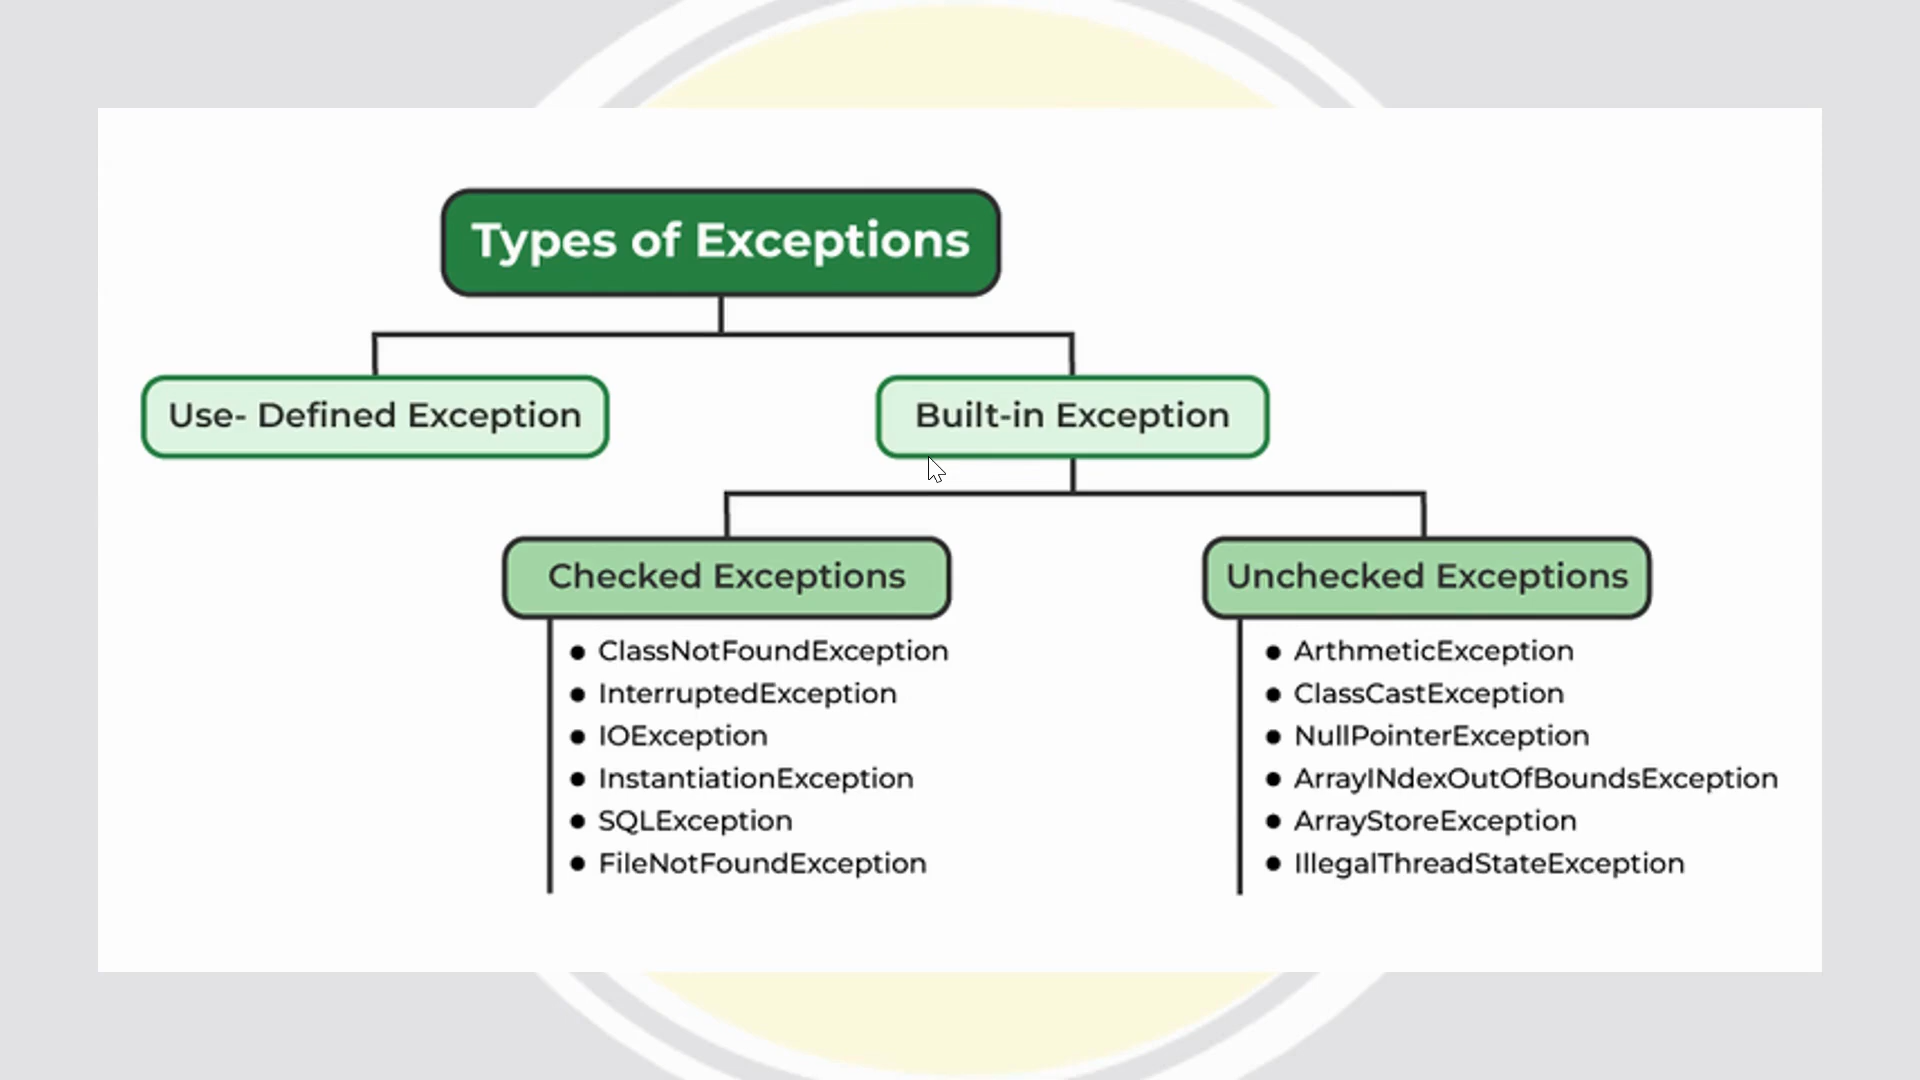 Types of Exceptions
Use- Defined Exception
Built-in Exception
Checked Exceptions
ClassNotFoundException
InterruptedException
IOException
InstantiationException
SQLException
FileNotFoundException
Unchecked Exceptions
ArthmeticException
ClassCastException
NullPointerException
ArrayINdexOutOfBoundsException
ArrayStoreException
IllegalThreadStateException